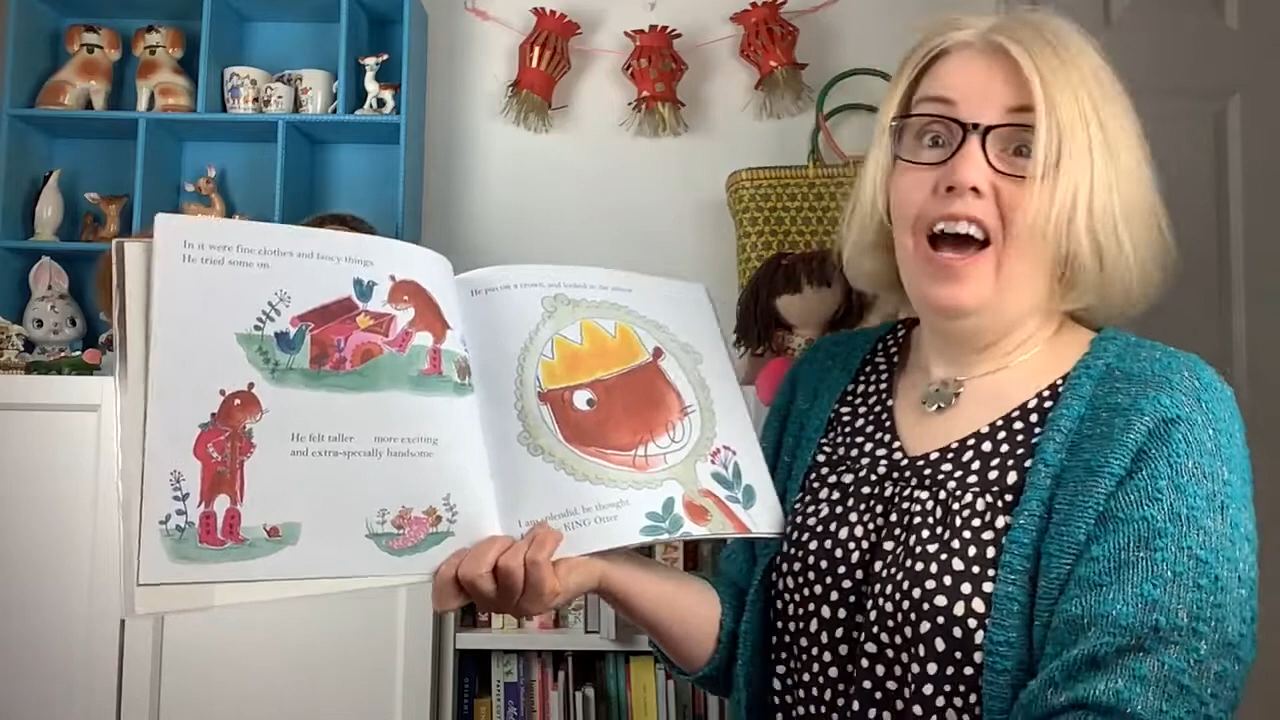 In it were fine clothes and fancy things.
He tried some on.
He felt taller more exciting
and extra-specially handsome
He put on a crown, and looked in the mirror
I am splendid, he thought.
KING Otter